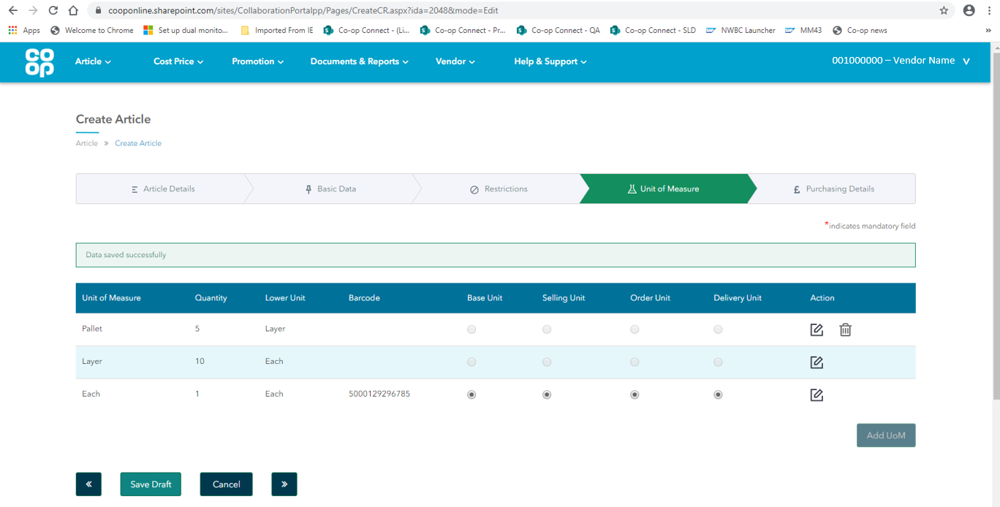 cooponline.sharepoint.com/sites/CollaborationPortalpp/Pages/CreateCR.aspx?ida=2048&mode=Edit
Apps Welcome to Chrome Set up dual monito... Imported From IE Co-op Connect - (Li... Co-op Connect - Pr... Co-op Connect - QA Co-op Connect - SLD NWBC Launcher MM43 Co-op news »
CO OP Article Cost Price Promotion Documents & Reports Vendor Help & Support 001000000 – Vendor Name V
Create Article
Article » Create Article
Article Details Basic Data Restrictions Unit of Measure £ Purchasing Details
*indicates mandatory field
Data saved successfully
Unit of Measure Quantity Lower Unit Barcode Base Unit Selling Unit Order Unit Delivery Unit Action
Pallet 5 Layer
Layer 10 Each
Each 1 Each 5000129296785
Add UoM
« Save Draft Cancel »